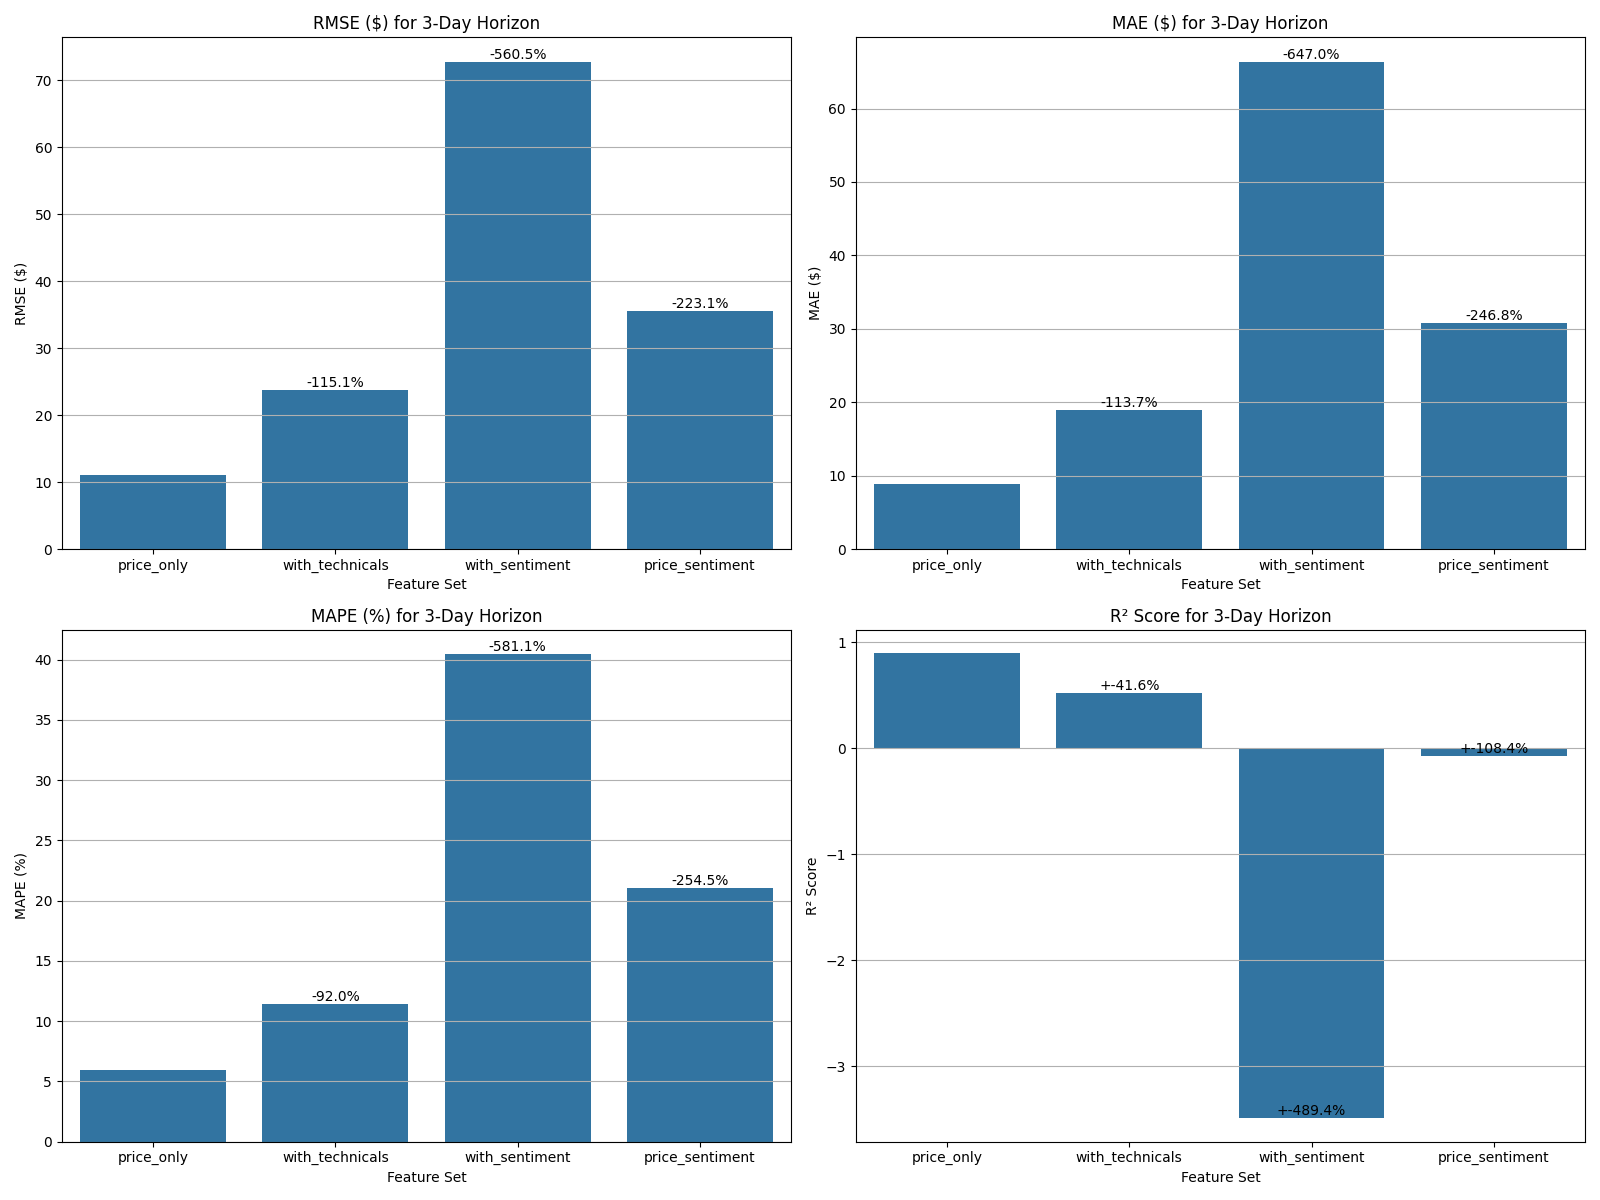 RMSE ($) for 3-Day Horizon
RMSE ($)
70
60
50
40
30
20
10
0
-115.1%
-560.5%
-223.1%
price_only with_technicals with_sentiment price_sentiment
Feature Set
MAE ($) for 3-Day Horizon
MAE ($)
60
50
40
30
20
10
0
-113.7%
-647.0%
-246.8%
price_only with_technicals with_sentiment price_sentiment
Feature Set
MAPE (%) for 3-Day Horizon
MAPE (%)
40
35
30
25
20
15
10
5
0
-92.0%
-581.1%
-254.5%
price_only with_technicals with_sentiment price_sentiment
Feature Set
R² Score for 3-Day Horizon
R² Score
1
0
−1
−2
−3
+-41.6%
+-489.4%
+-108.4%
price_only with_technicals with_sentiment price_sentiment
Feature Set